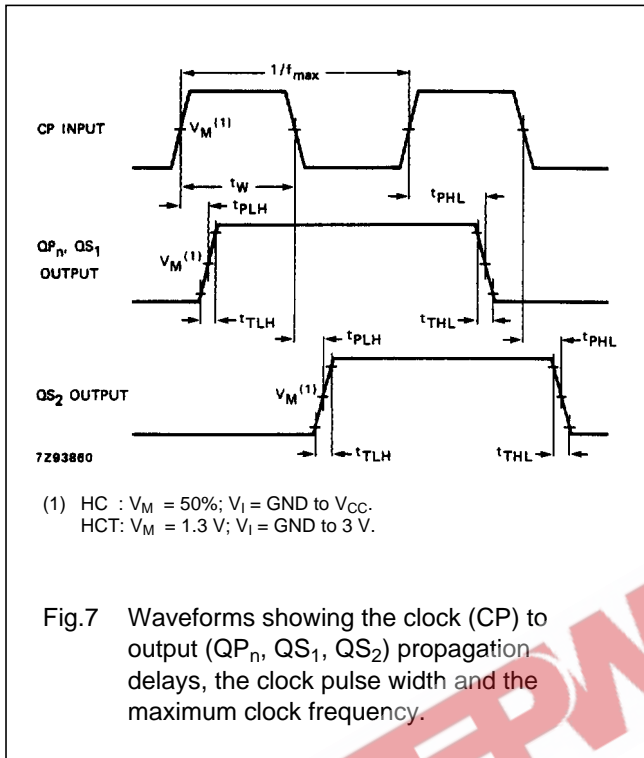 1/fmax
CP INPUT
VM(1)
tW
tPHL
tPLH
QPn, QS1
OUTPUT
VM(1)
tTLH
tTHL
tPLH
tPHL
QS2 OUTPUT
VM(1)
tTLH
tTHL
7Z93860
(1) HC : VM = 50%; VI = GND to VCC.
HCT: VM = 1.3 V; VI = GND to 3 V.
Fig.7 Waveforms showing the clock (CP) to
output (QPn, QS1, QS2) propagation
delays, the clock pulse width and the
maximum clock frequency.